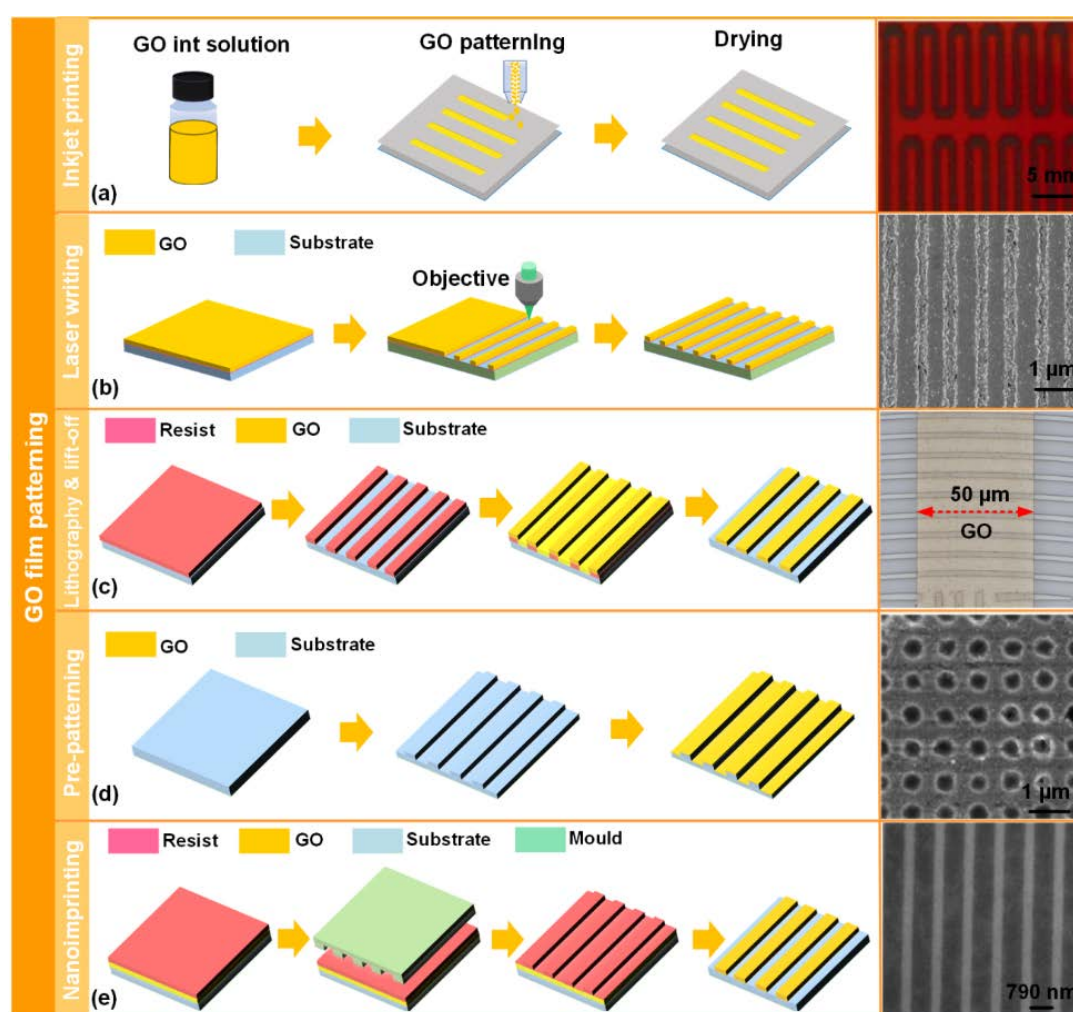 GO film patterning
Inkjet printing
GO int solution
GO patterning
Drying
(a)
5 mm
Laser writing
GO
Substrate
Objective
(b)
1 µm
Lithography & lift-off
Resist
GO
Substrate
(c)
50 µm
GO
Pre-patterning
GO
Substrate
(d)
1 µm
Nanoimprinting
Resist
GO
Substrate
Mould
(e)
790 nm